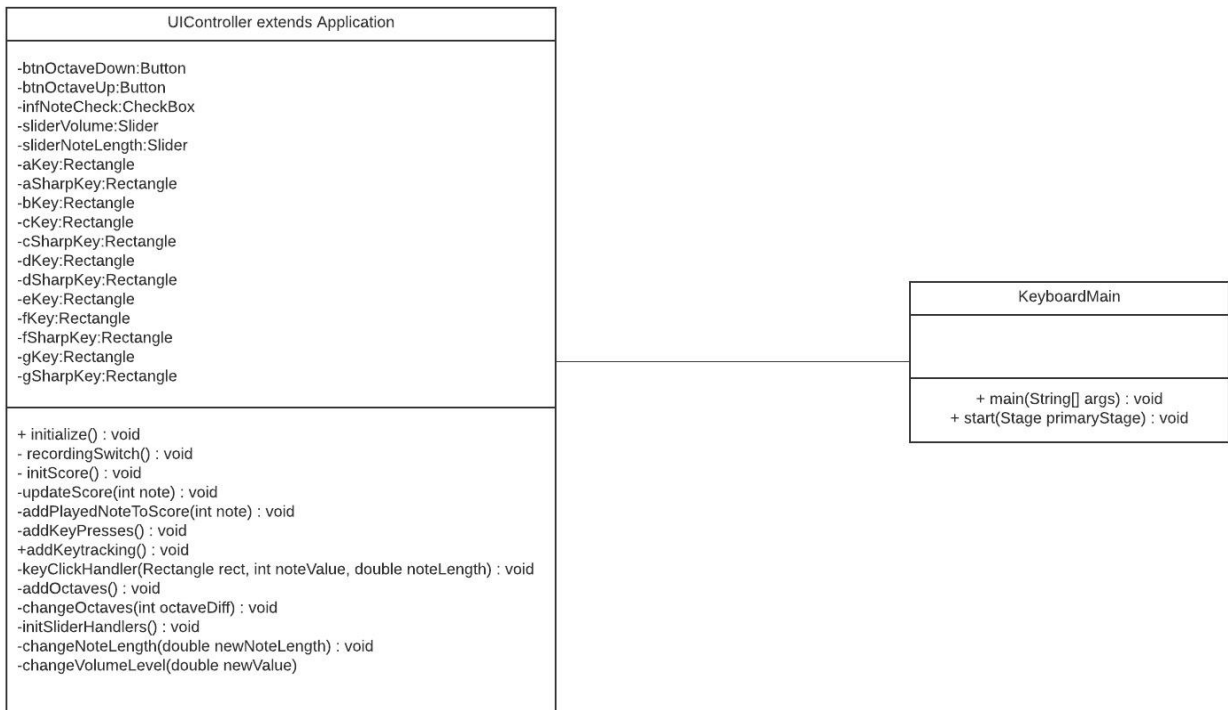 UIController extends Application
-btnOctaveDown:Button
-btnOctaveUp:Button
-infNoteCheck:CheckBox
-sliderVolume:Slider
-sliderNoteLength:Slider
-aKey:Rectangle
-aSharpKey:Rectangle
-bKey:Rectangle
-cKey:Rectangle
-cSharpKey:Rectangle
-dKey:Rectangle
-dSharpKey:Rectangle
-eKey:Rectangle
-fKey:Rectangle
-fSharpKey:Rectangle
-gKey:Rectangle
-gSharpKey:Rectangle
+ initialize() : void
- recordingSwitch() : void
- initScore() : void
-updateScore(int note) : void
-addPlayedNoteToScore(int note) : void
-addKeyPresses() : void
+addKeytracking() : void
-keyClickHandler(Rectangle rect, int noteValue, double noteLength) : void
-addOctaves() : void
-changeOctaves(int octaveDiff) : void
-initSliderHandlers() : void
-changeNoteLength(double newNoteLength) : void
-changeVolumeLevel(double newValue)
KeyboardMain
+ main(String[] args) : void
+ start(Stage primaryStage) : void